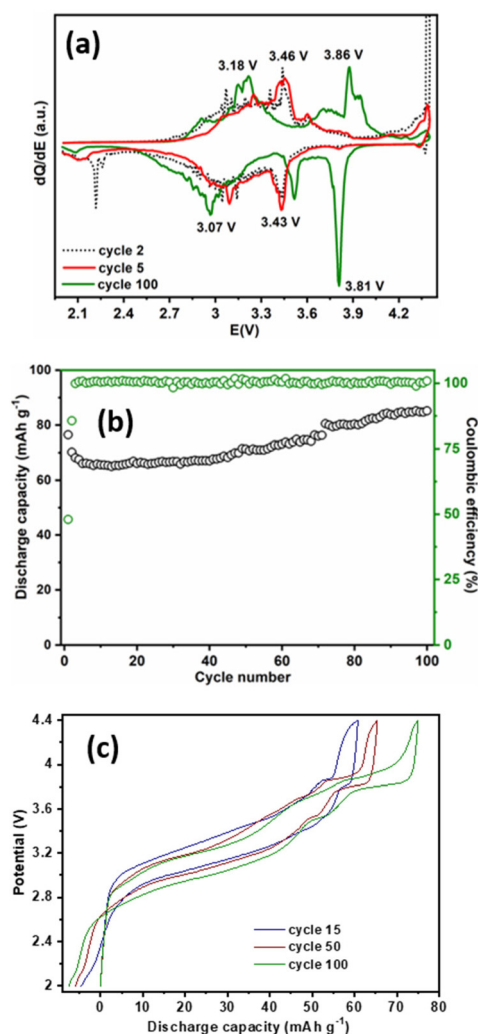 (a)
3.18 V
3.46 V
3.86 V
dQ/dE (a.u.)
3.07 V
3.43 V
3.81 V
cycle 2
cycle 5
cycle 100
2.1 2.4 2.7 3 3.3 3.6 3.9 4.2
E(V)
(b)
100
80
60
40
20
0
Discharge capacity (mAh g⁻¹)
100
75
50
25
0
Coulombic efficiency (%)
0 20 40 60 80 100
Cycle number
(c)
4.4
4.0
3.6
3.2
2.8
2.4
2
Potential (V)
cycle 15
cycle 50
cycle 100
0 10 20 30 40 50 60 70 80
Discharge capacity (mAh g⁻¹)